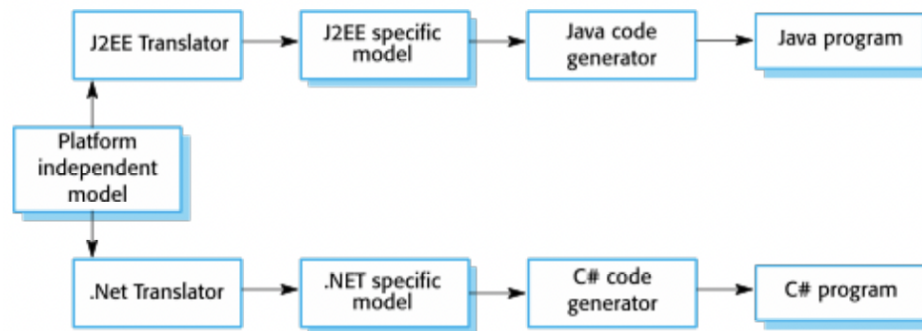 J2EE Translator
J2EE specific
model
Java code
generator
Java program
Platform
independent
model
.Net Translator
.NET specific
model
C# code
generator
C# program